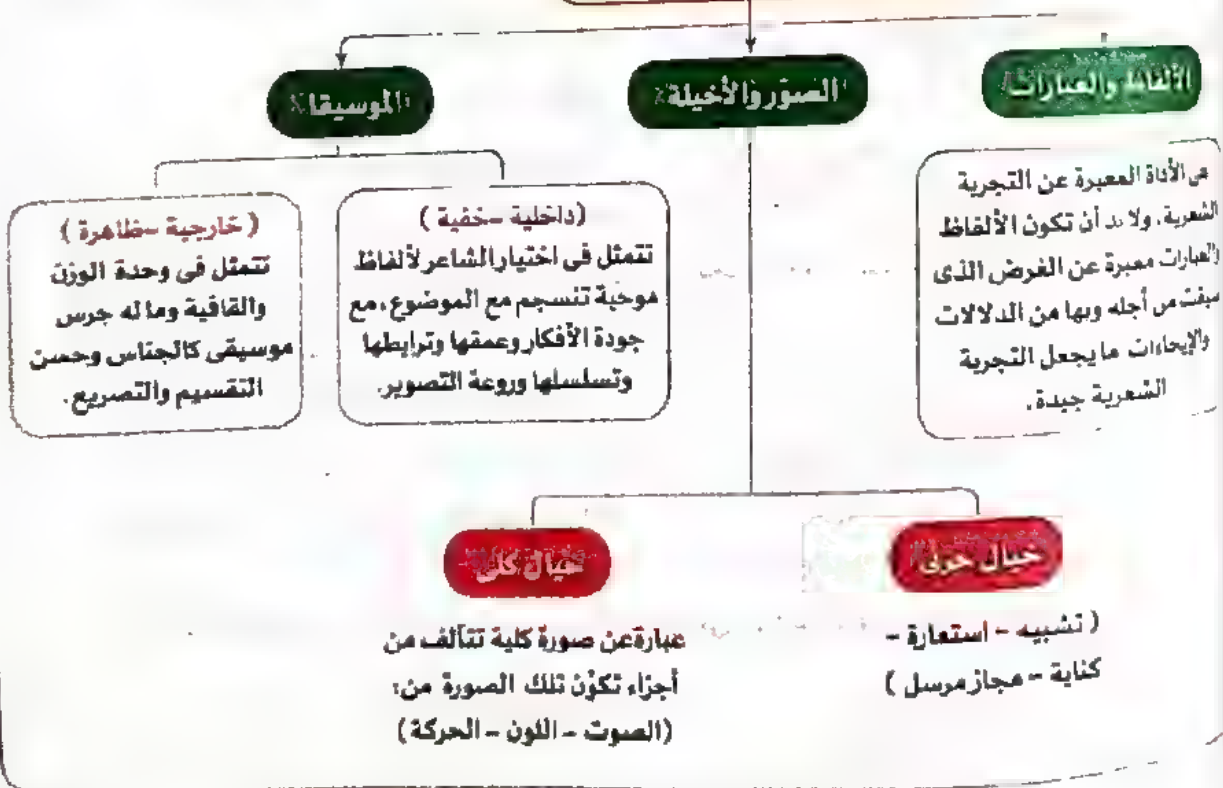 الألفاظ والعبارات
الصور والأخيلة
الموسيقا
هى الأداة المعبرة عن التجربة
الشعرية، ولا بد أن تكون الألفاظ
والعبارات معبرة عن الغرض الذى
سيقت من أجله وبها من الدلالات
والإيحاءات ما يجعل التجربة
الشعرية جيدة.
(داخلية - خفية)
تتمثل فى اختيار الشاعر لألفاظ
موحية تنسجم مع الموضوع، مع
جودة الأفكار وعمقها وترابطها
وتسلسلها وروعة التصوير.
(خارجية - ظاهرة)
تتمثل فى وحدة الوزن
والقافية وما له جرس
موسيقى كالجناس وحسن
التقسيم والتصريع.
خيال جزئى
(تشبيه - استعارة -
كناية - مجاز مرسل)
خيال كلى
عبارة عن صورة كلية تتألف من
أجزاء تكوِّن تلك الصورة من:
(الصوت - اللون - الحركة)